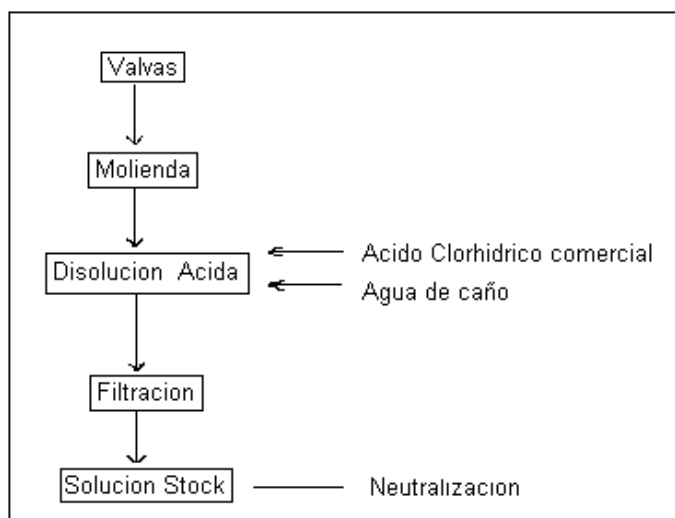 Valvas
Molienda
Disolucion Acida
Acido Clorhidrico comercial
Agua de caño
Filtracion
Solucion Stock
Neutralizacion